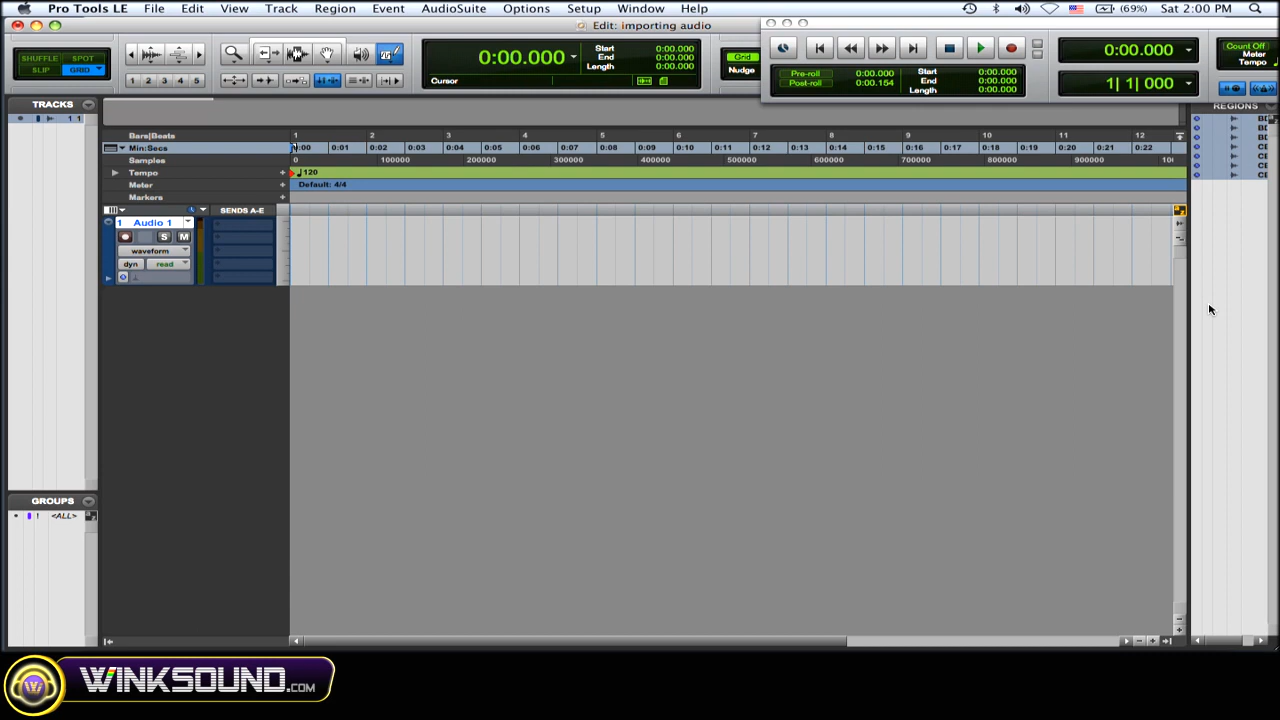 Pro Tools LE File Edit View Track Region Event AudioSuite Options Setup Window Help (69%) Sat 2:00 PM
Edit: importing audio
SHUFFLE SPOT
SLIP GRID
1 2 3 4 5
0:00.000
Start 0:00.000
End 0:00.000
Length 0:00.000
Cursor
Grid
Nudge
Pre-roll 0:00.000
Post-roll 0:00.154
Start 0:00.000
End 0:00.000
Length 0:00.000
0:00.000
1| 1| 000
Count Off
Meter
Tempo
TRACKS
1 1
REGIONS
Bars|Beats 1 2 3 4 5 6 7 8 9 10 11 12
Min:Secs 0:00 0:01 0:02 0:03 0:04 0:05 0:06 0:07 0:08 0:09 0:10 0:11 0:12 0:13 0:14 0:15 0:16 0:17 0:18 0:19 0:20 0:21 0:22
Samples 0 100000 200000 300000 400000 500000 600000 700000 800000 900000
Tempo 120
Meter Default: 4/4
Markers
SENDS A-E
1 Audio 1
S M
waveform
dyn read
GROUPS
1 <ALL>
WINKSOUND.COM